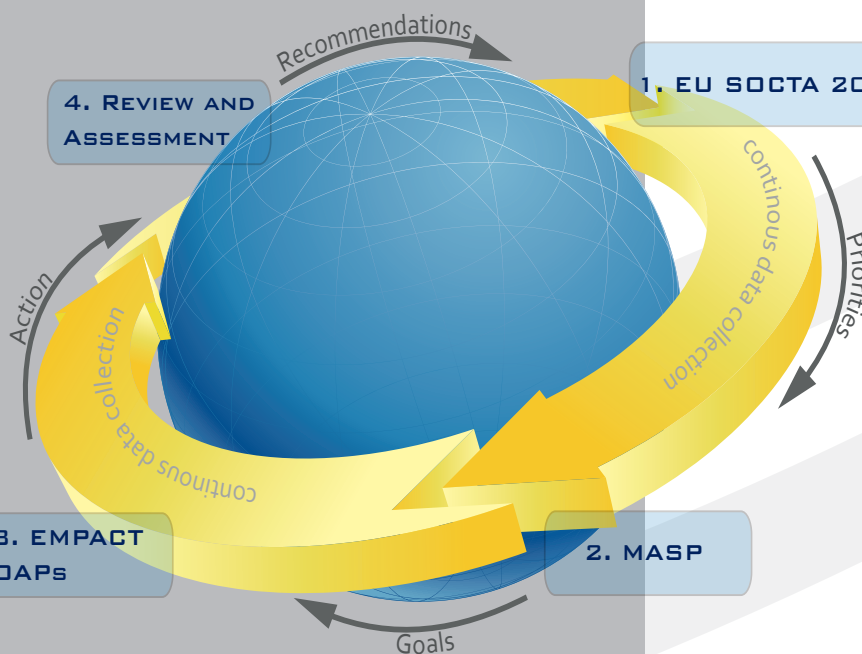 Recommendations
1. EU SOCTA 20
4. REVIEW AND
ASSESSMENT
continous data collection
Priorities
Action
continous data collection
3. EMPACT
OAPs
2. MASP
Goals